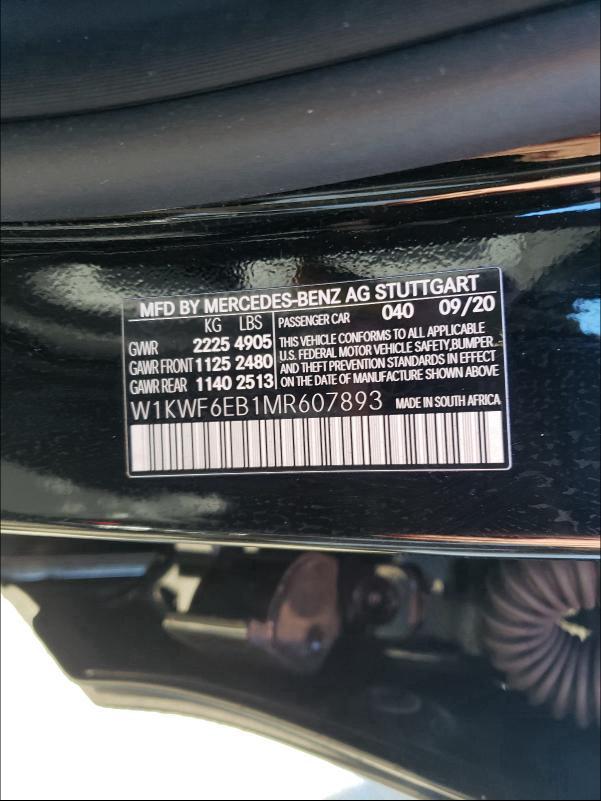 MFD BY MERCEDES-BENZ AG STUTTGART
KG LBS PASSENGER CAR 040 09/20
GVWR 2225 4905 THIS VEHICLE CONFORMS TO ALL APPLICABLE
U.S. FEDERAL MOTOR VEHICLE SAFETY,BUMPER,
GAWR FRONT 1125 2480 AND THEFT PREVENTION STANDARDS IN EFFECT
GAWR REAR 1140 2513 ON THE DATE OF MANUFACTURE SHOWN ABOVE
W1KWF6EB1MR607893 MADE IN SOUTH AFRICA